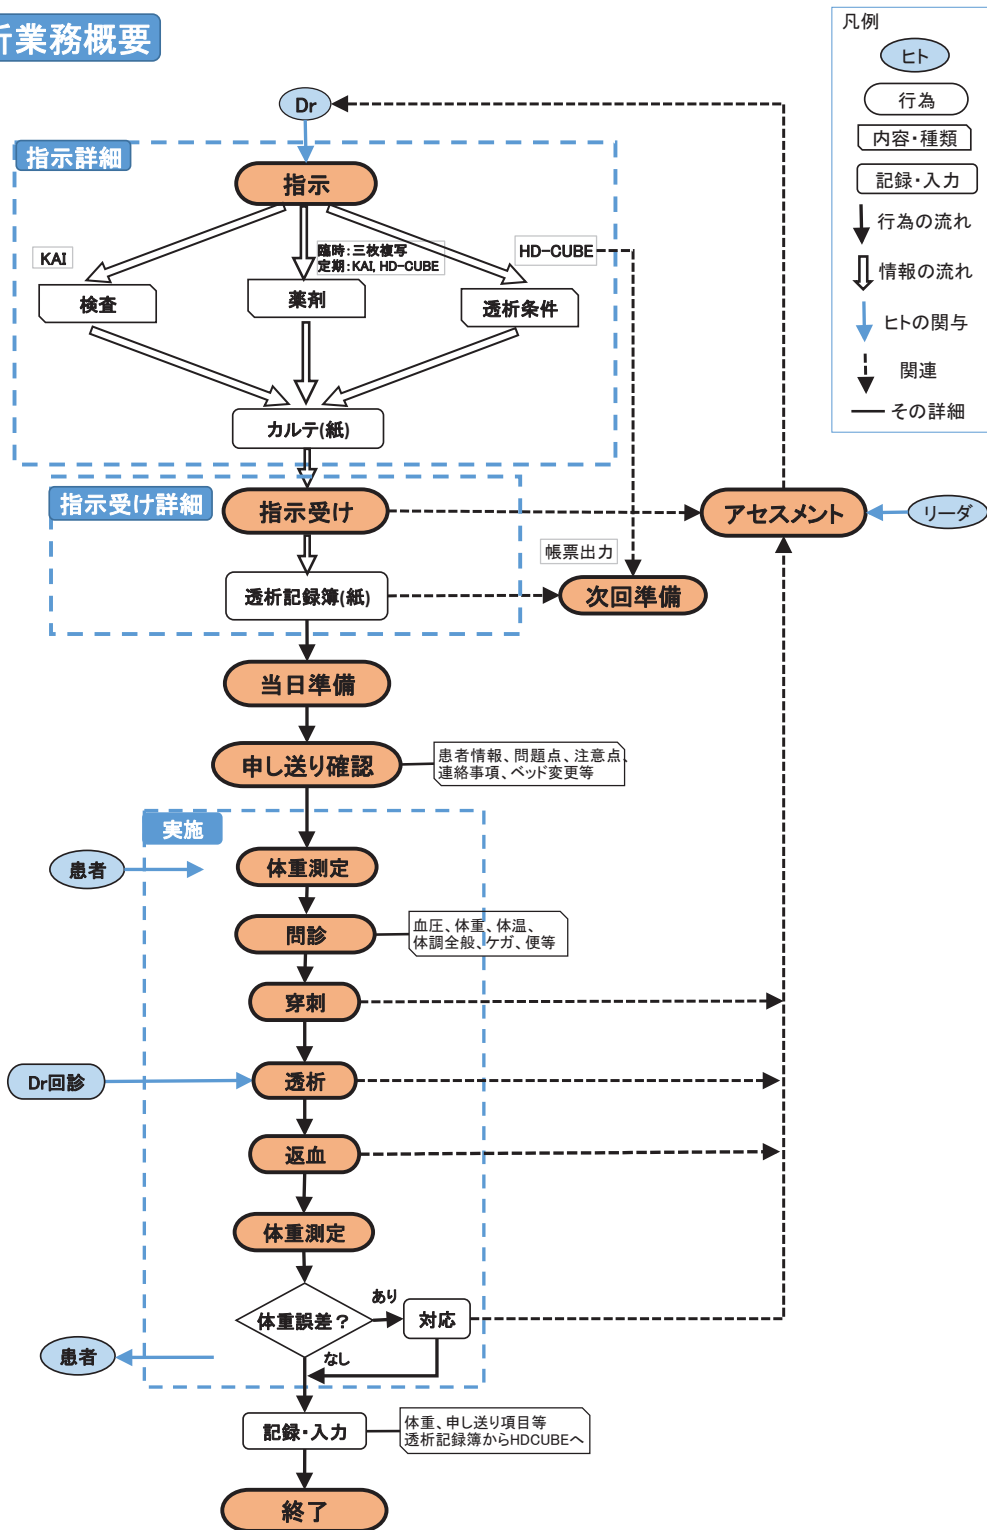 析業務概要
凡例
ヒト
行為
内容・種類
記録・入力
行為の流れ
情報の流れ
ヒトの関与
関連
その詳細
Dr
指示詳細
指示
KAI
臨時：三枚複写
定期：KAI, HD-CUBE
HD-CUBE
検査
薬剤
透析条件
カルテ(紙)
指示受け詳細
指示受け
アセスメント
リーダ
帳票出力
透析記録簿(紙)
次回準備
当日準備
申し送り確認
患者情報、問題点、注意点、
連絡事項、ベッド変更等
実施
患者
体重測定
問診
血圧、体重、体温、
体調全般、ケガ、便等
穿刺
Dr回診
透析
返血
体重測定
体重誤差？
あり
対応
なし
患者
記録・入力
体重、申し送り項目等
透析記録簿からHDCUBEへ
終了